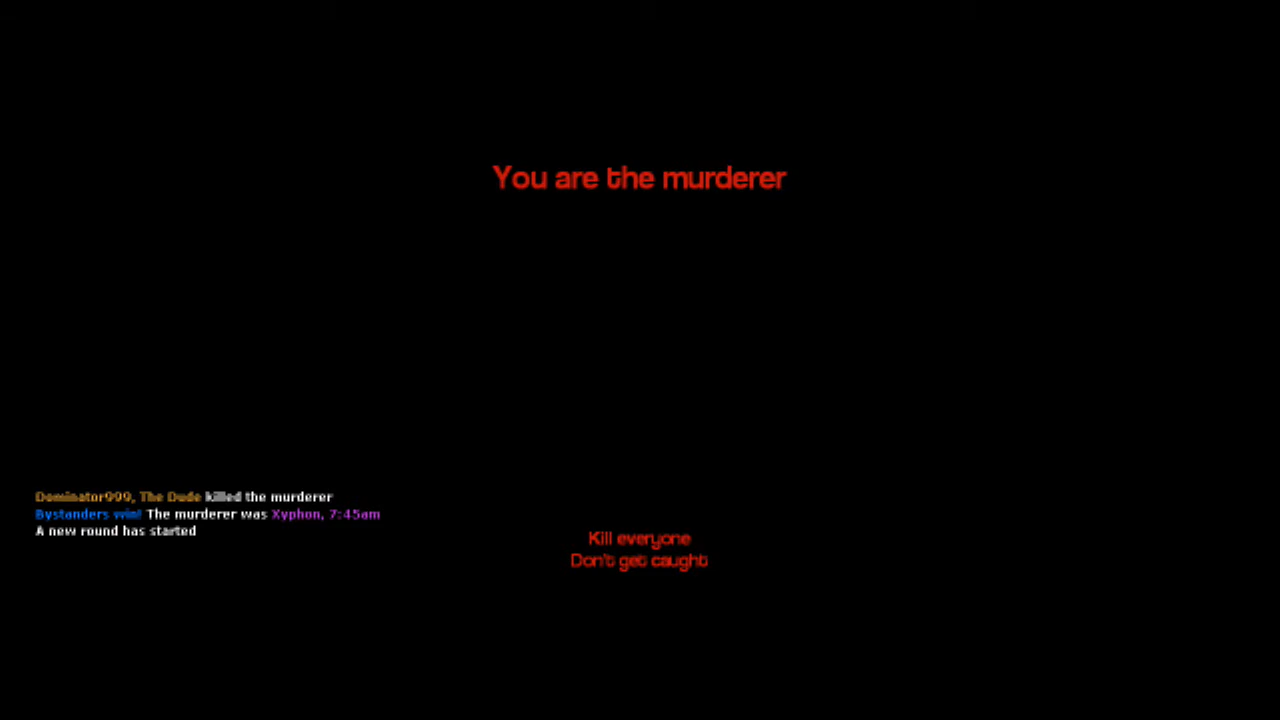 You are the murderer
Dominator999, The Dude killed the murderer
Bystanders win! The murderer was Xyphon, 7:45am
A new round has started
Kill everyone
Don't get caught